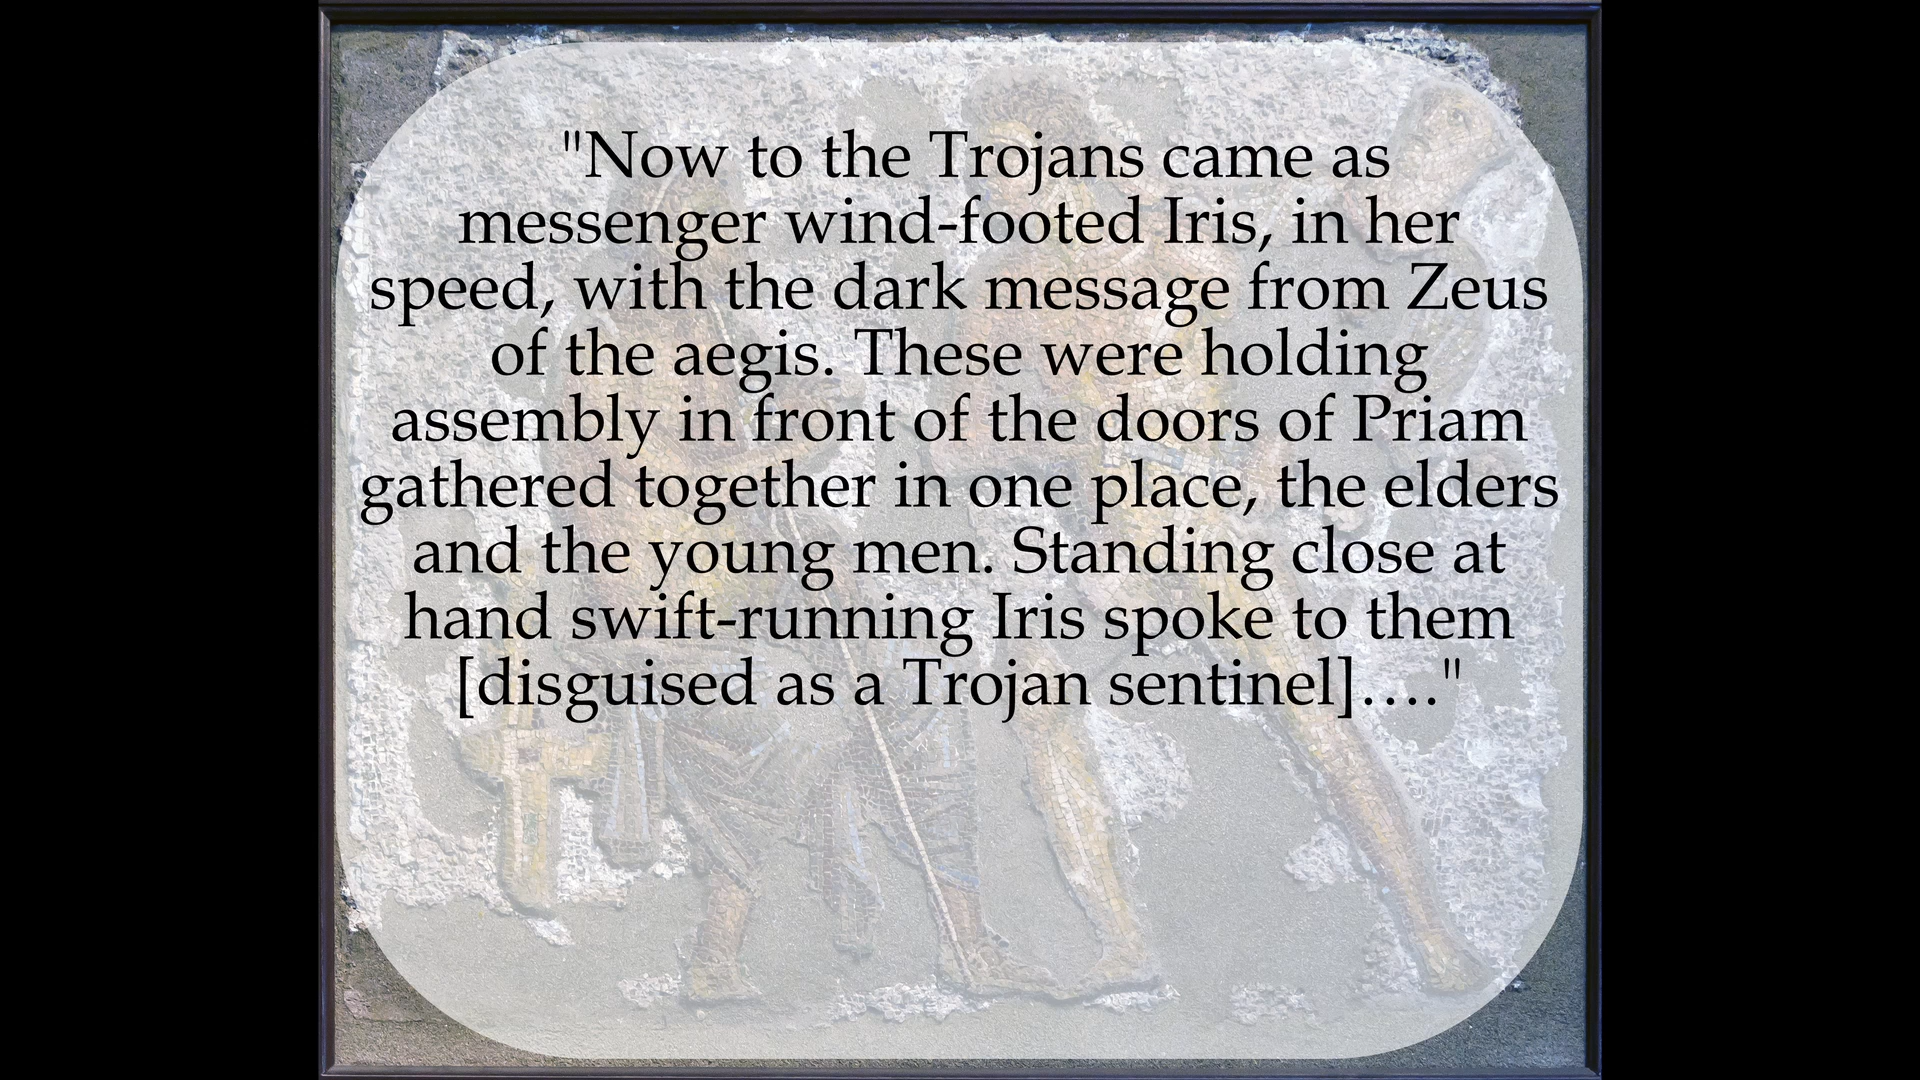 "Now to the Trojans came as
messenger wind-footed Iris, in her
speed, with the dark message from Zeus
of the aegis. These were holding
assembly in front of the doors of Priam
gathered together in one place, the elders
and the young men. Standing close at
hand swift-running Iris spoke to them
[disguised as a Trojan sentinel]…."